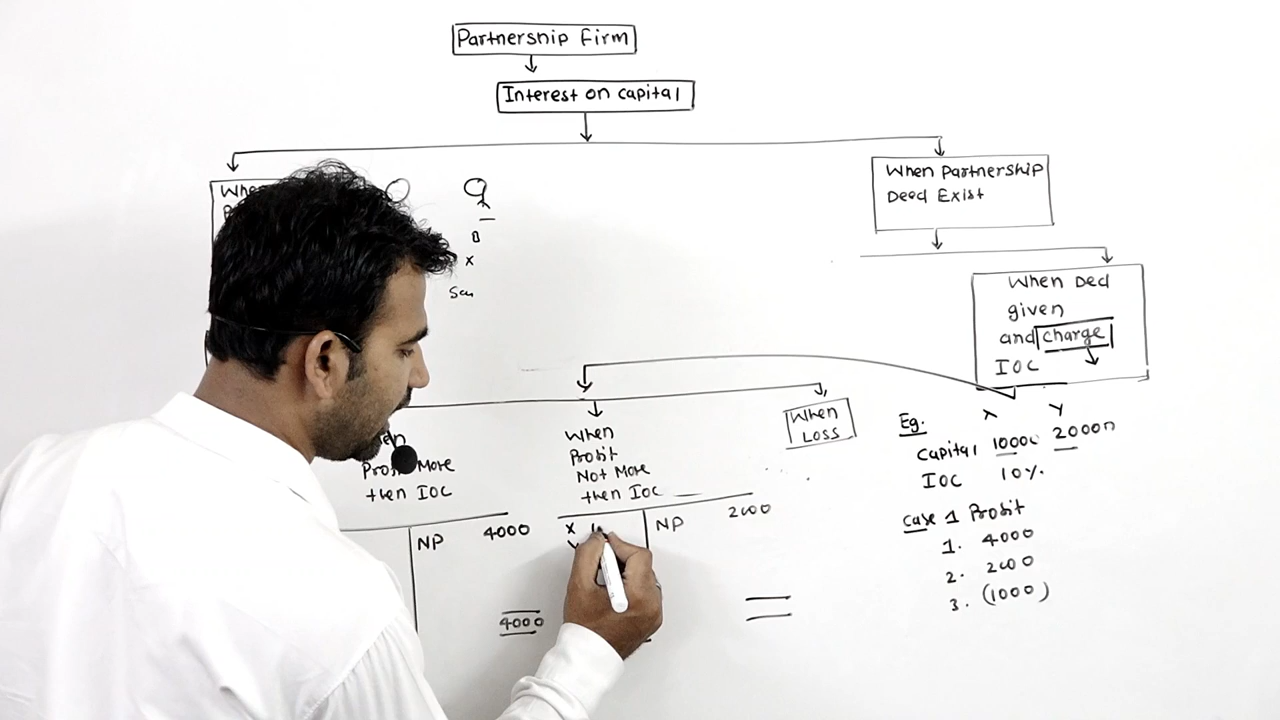 Partnership Firm
Interest on capital
When
When Partnership
Deed Exist
When Ded
given
and charge
IOC
When
LOSS
More
then IOC
When
Profit
Not More
then IOC
NP 4000
4000
X
NP 2000
Eg. X Y
Capital 10000 20000
IOC 10%.
case 1 Profit
1. 4000
2. 2000
3. (1000)